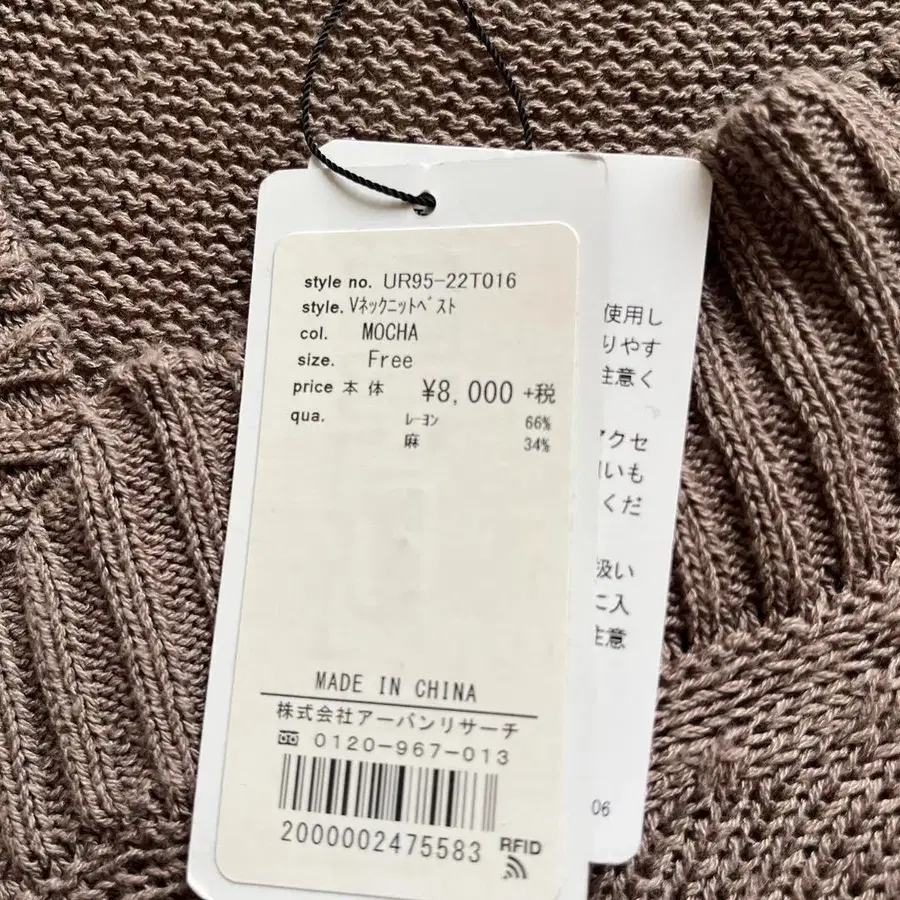 style no. UR95-22T016
style. Vﾈｯｸﾆｯﾄﾍﾞｽﾄ
col. MOCHA
size. Free
price 本体 ¥8,000 +税
qua. ﾚｰﾖﾝ 66%
麻 34%
MADE IN CHINA
株式会社アーバンリサーチ
0120-967-013
2000002475583
RFID
使用し
りやす
注意く
アクセ
いも
くだ
扱い
に入
注意
06